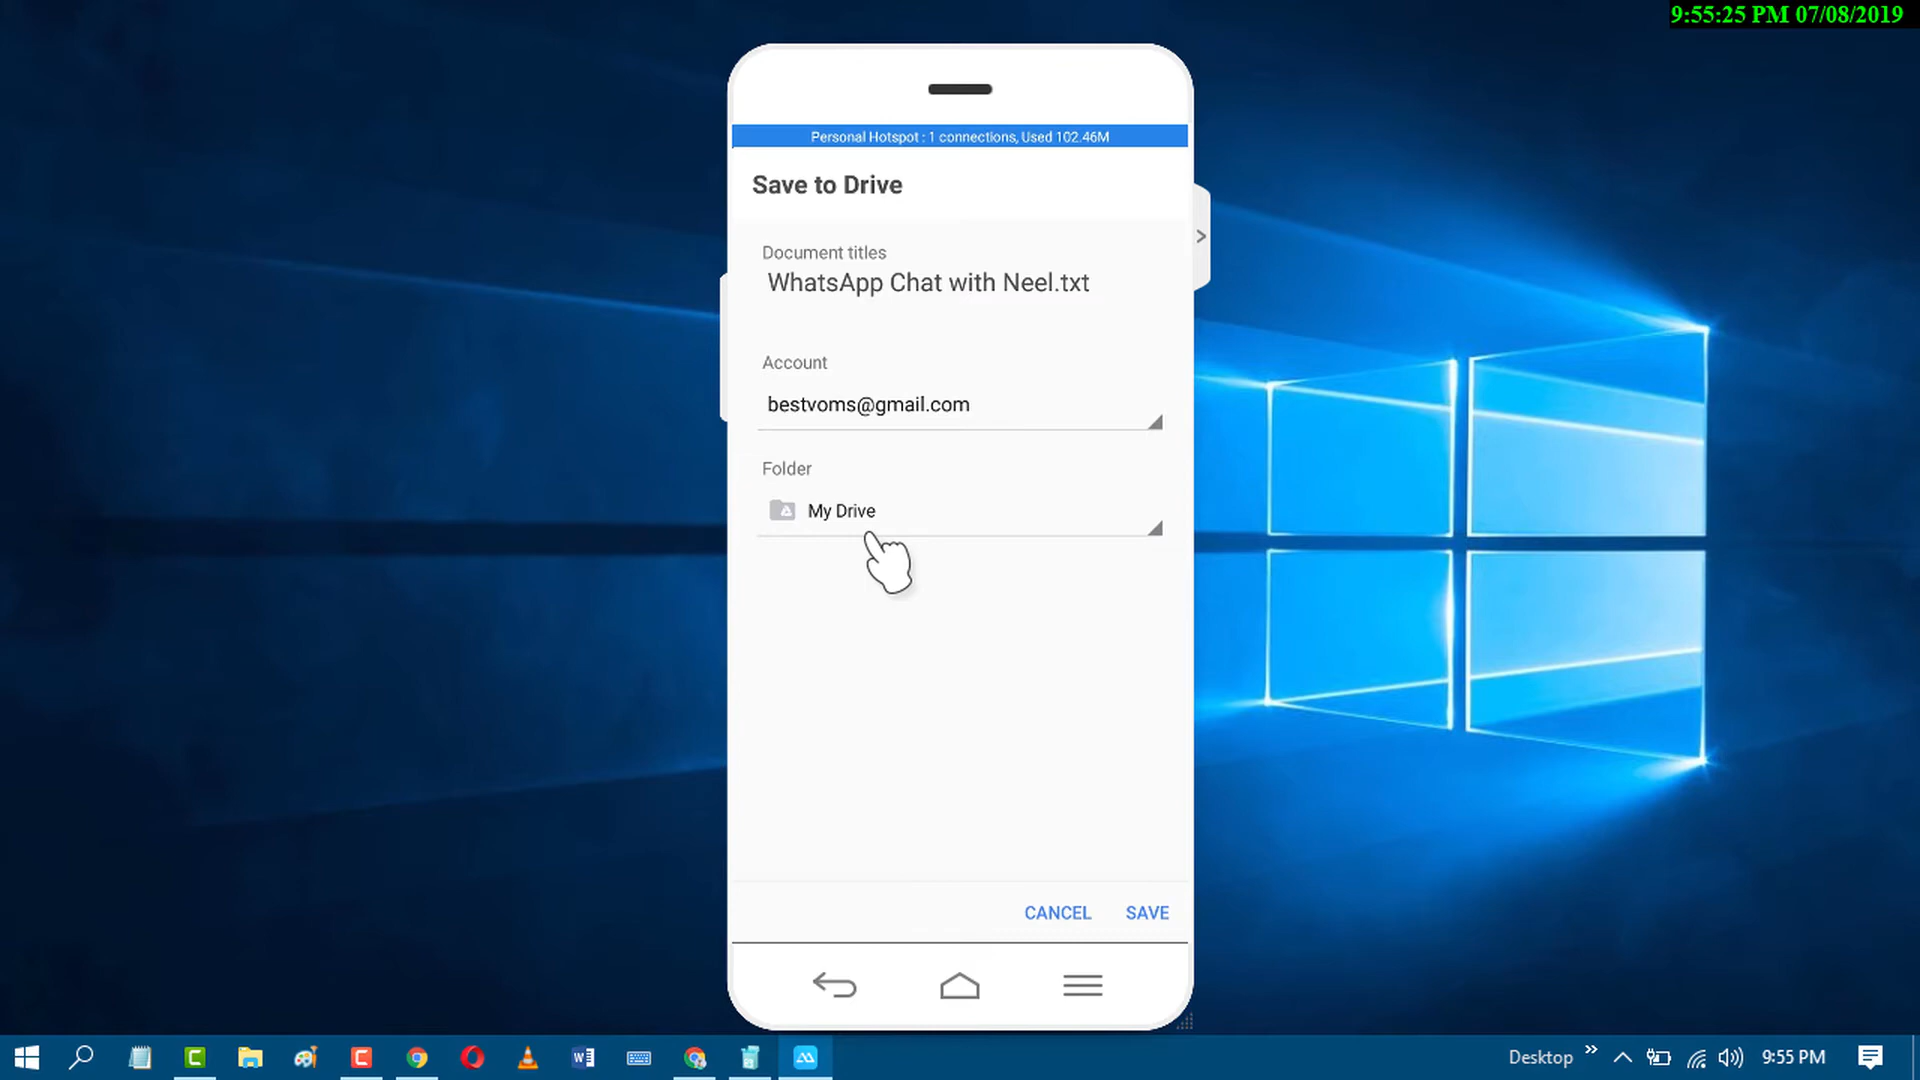 9:55:25 PM 07/08/2019
Personal Hotspot : 1 connections, Used 102.46M
Save to Drive
Document titles
WhatsApp Chat with Neel.txt
Account
bestvoms@gmail.com
Folder
My Drive
CANCEL SAVE
Desktop 9:55 PM